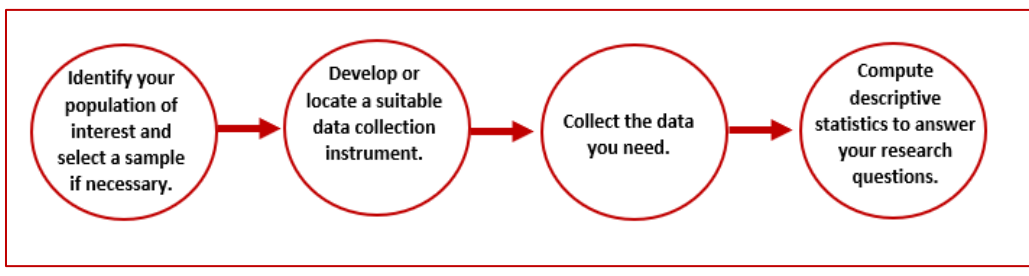 Identify your
population of
interest and
select a sample
if necessary.
Develop or
locate a suitable
data collection
instrument.
Collect the data
you need.
Compute
descriptive
statistics to answer
your research
questions.